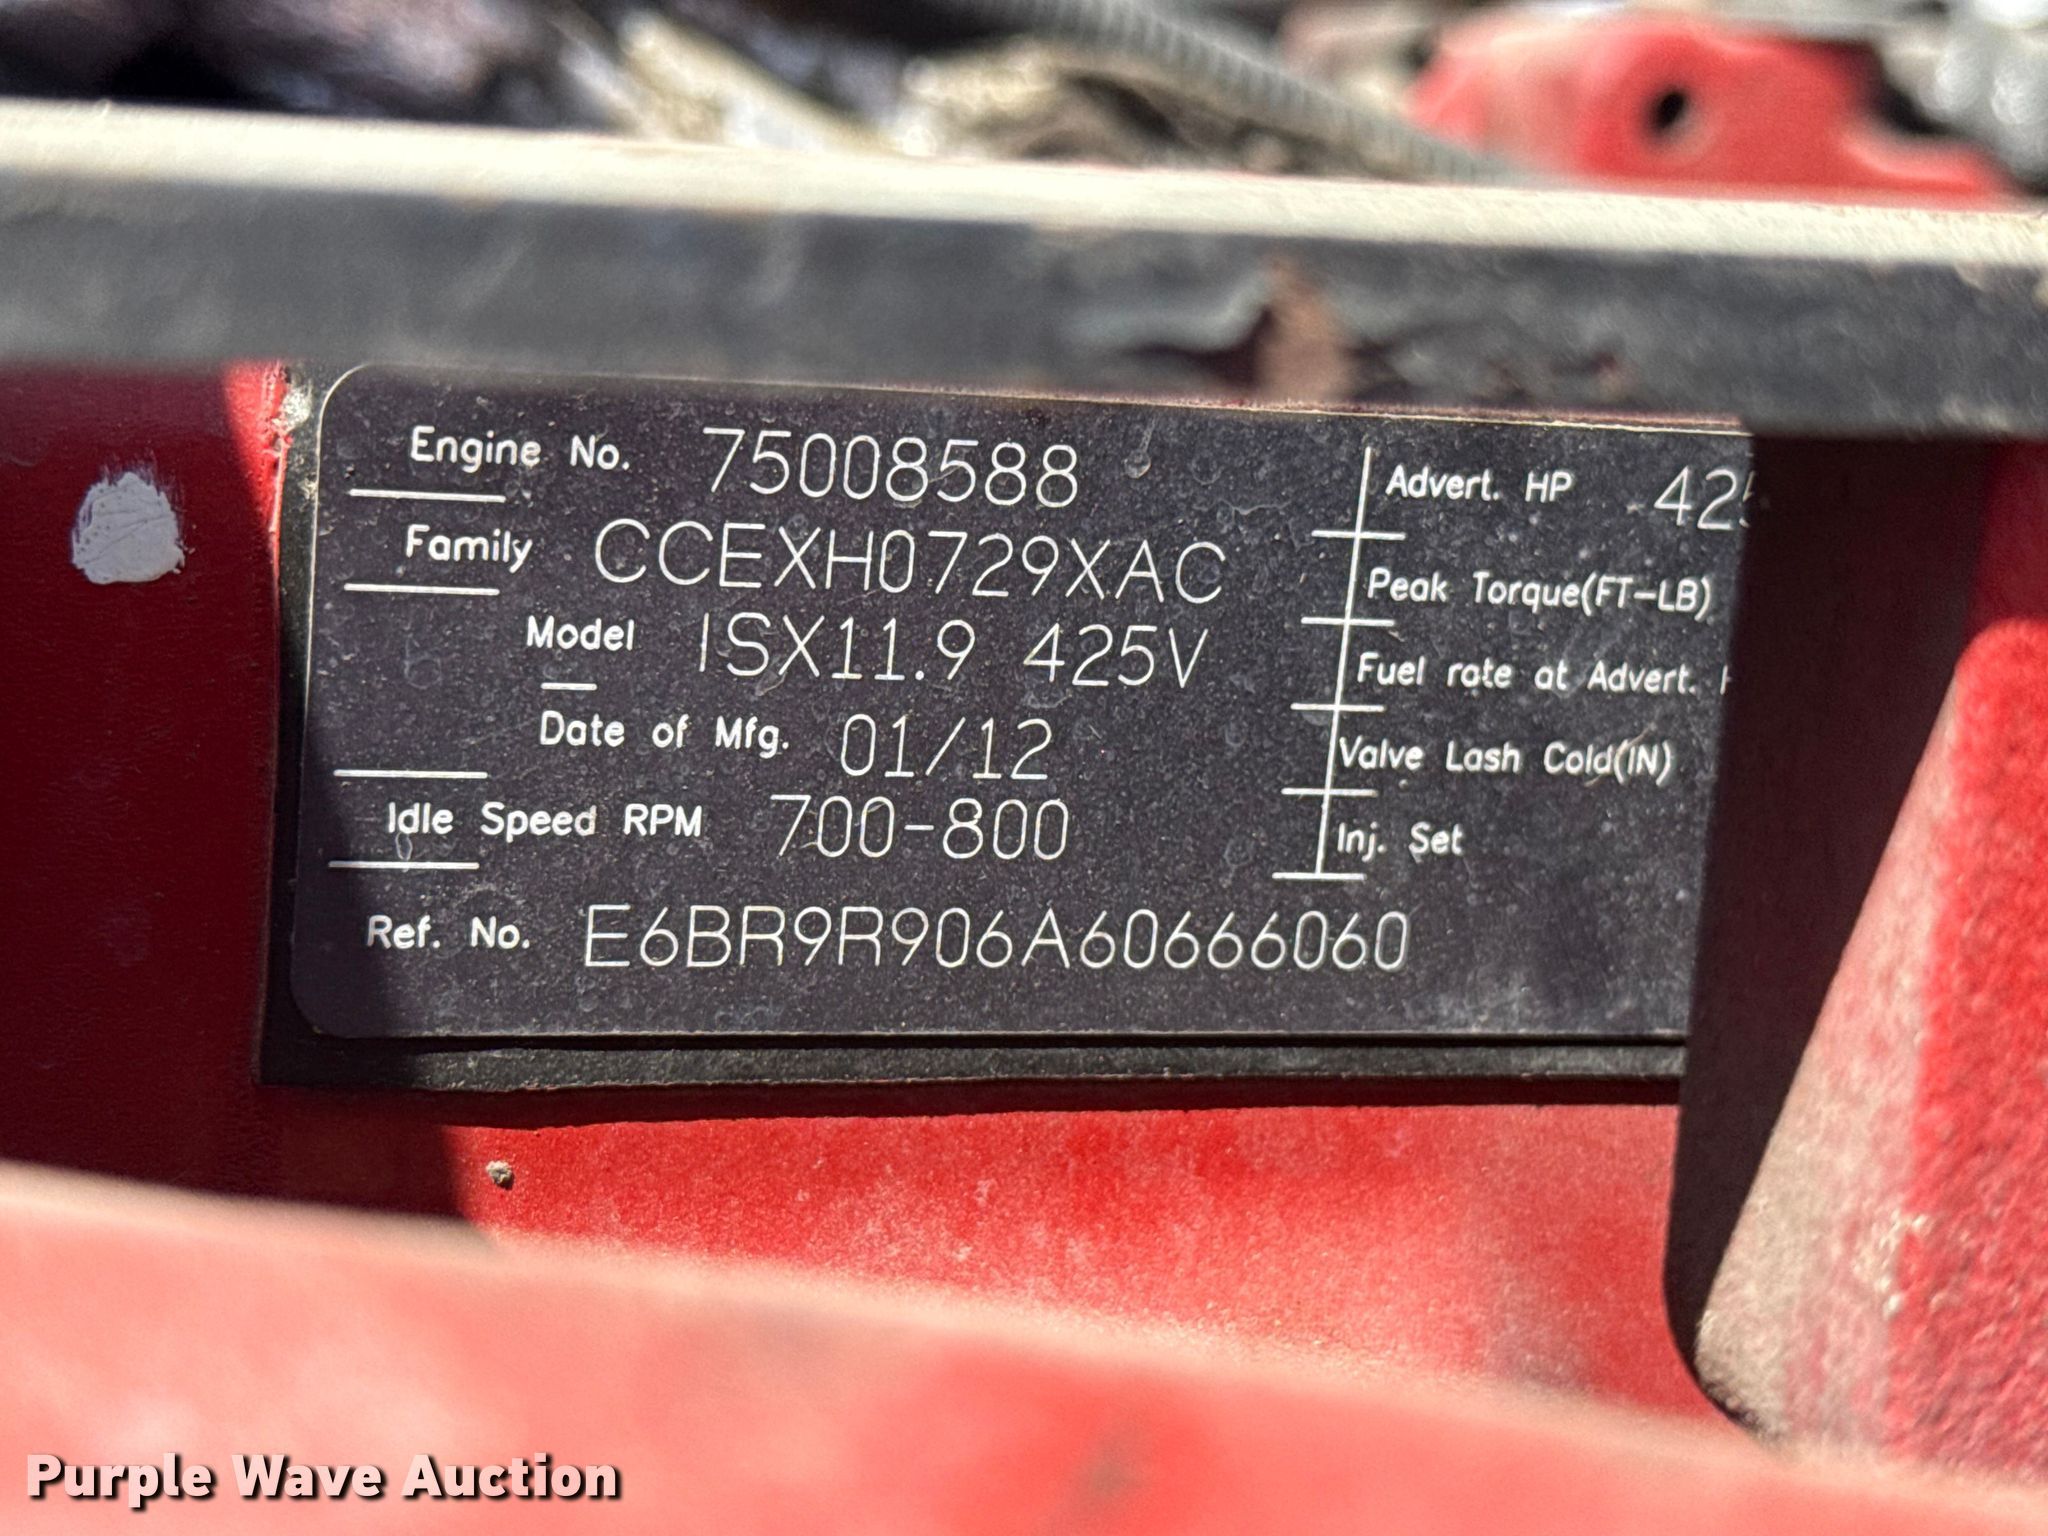 Engine No. 75008588
Family CCEXH0729XAC
Model ISX11.9 425V
Date of Mfg. 01/12
Idle Speed RPM 700-800
Ref. No. E6BR9R906A60666060
Advert. HP 425
Peak Torque(FT-LB)
Fuel rate at Advert.
Valve Lash Cold(IN)
Inj. Set
Purple Wave Auction